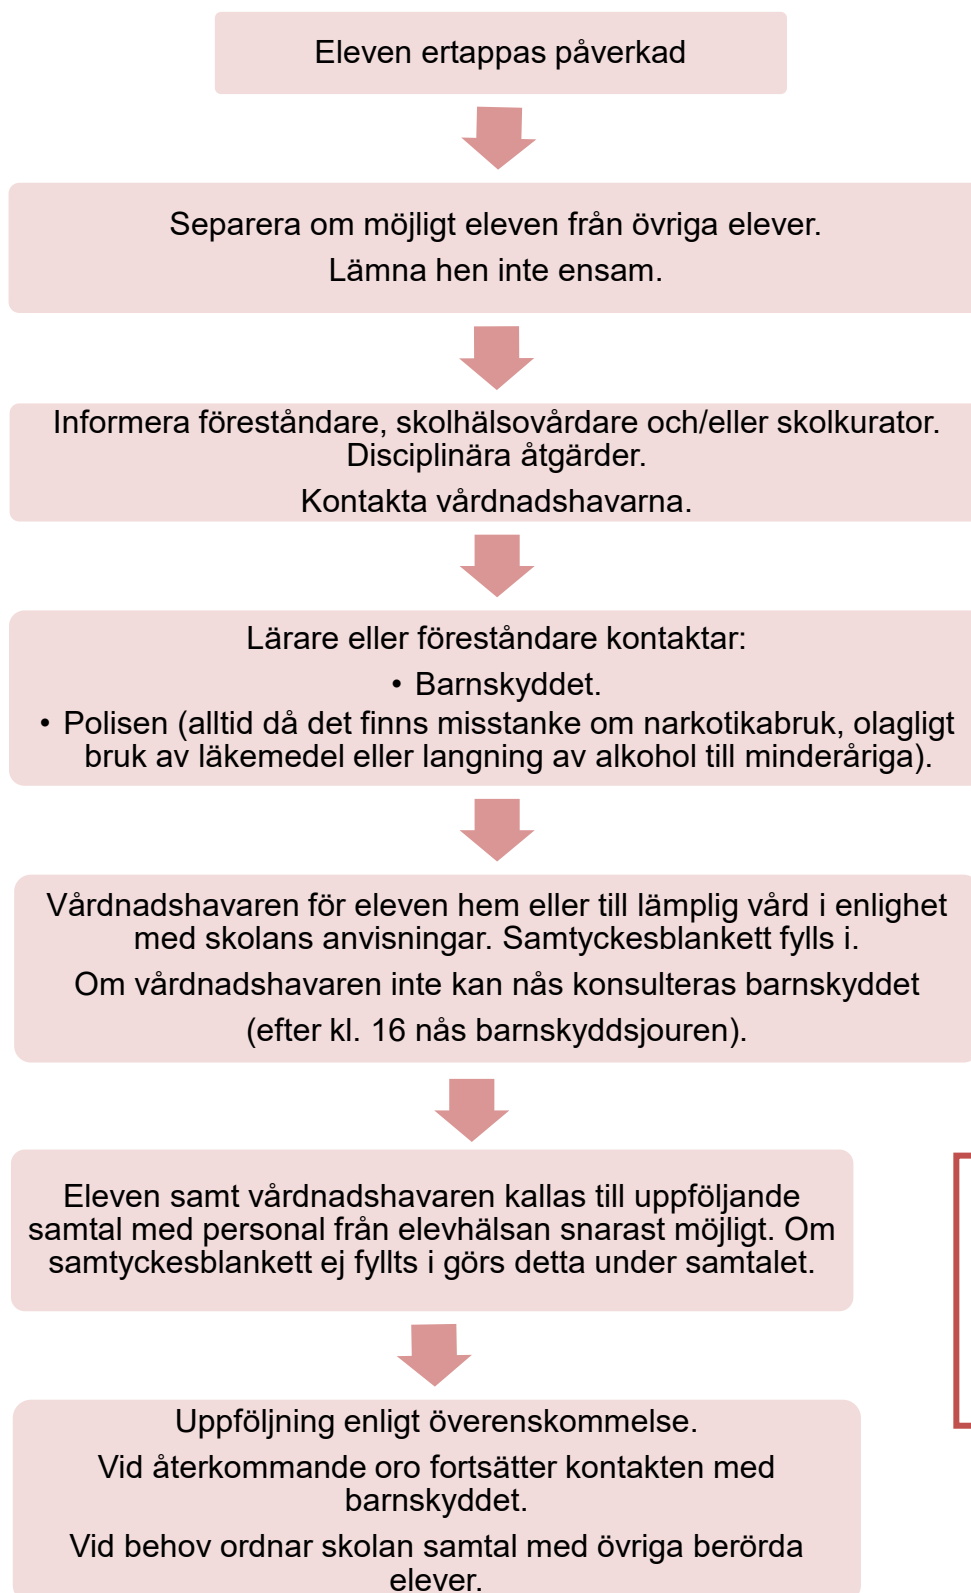 Eleven ertappas påverkad
Separera om möjligt eleven från övriga elever.
Lämna hen inte ensam.
Informera föreståndare, skolhälsovårdare och/eller skolkurator.
Disciplinära åtgärder.
Kontakta vårdnadshavarna.
Lärare eller föreståndare kontaktar:
• Barnskyddet.
• Polisen (alltid då det finns misstanke om narkotikabruk, olagligt
bruk av läkemedel eller langning av alkohol till minderåriga).
Vårdnadshavaren för eleven hem eller till lämplig vård i enlighet
med skolans anvisningar. Samtyckesblankett fylls i.
Om vårdnadshavaren inte kan nås konsulteras barnskyddet
(efter kl. 16 nås barnskyddsjouren).
Eleven samt vårdnadshavaren kallas till uppföljande
samtal med personal från elevhälsan snarast möjligt. Om
samtyckesblankett ej fyllts i görs detta under samtalet.
Uppföljning enligt överenskommelse.
Vid återkommande oro fortsätter kontakten med
barnskyddet.
Vid behov ordnar skolan samtal med övriga berörda
elever.